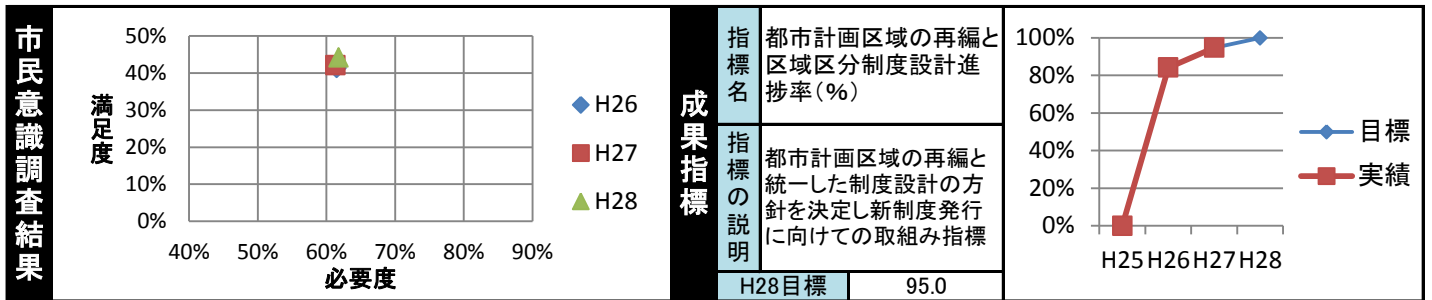 市民意識調査結果
満足度
50%
40%
30%
20%
10%
0%
40% 50% 60% 70% 80% 90%
必要度
H26
H27
H28
成果指標
指標名
都市計画区域の再編と
区域区分制度設計進
捗率(%)
指標の説明
都市計画区域の再編と
統一した制度設計の方
針を決定し新制度発行
に向けての取組み指標
H28目標 95.0
100%
80%
60%
40%
20%
0%
H25 H26 H27 H28
目標
実績